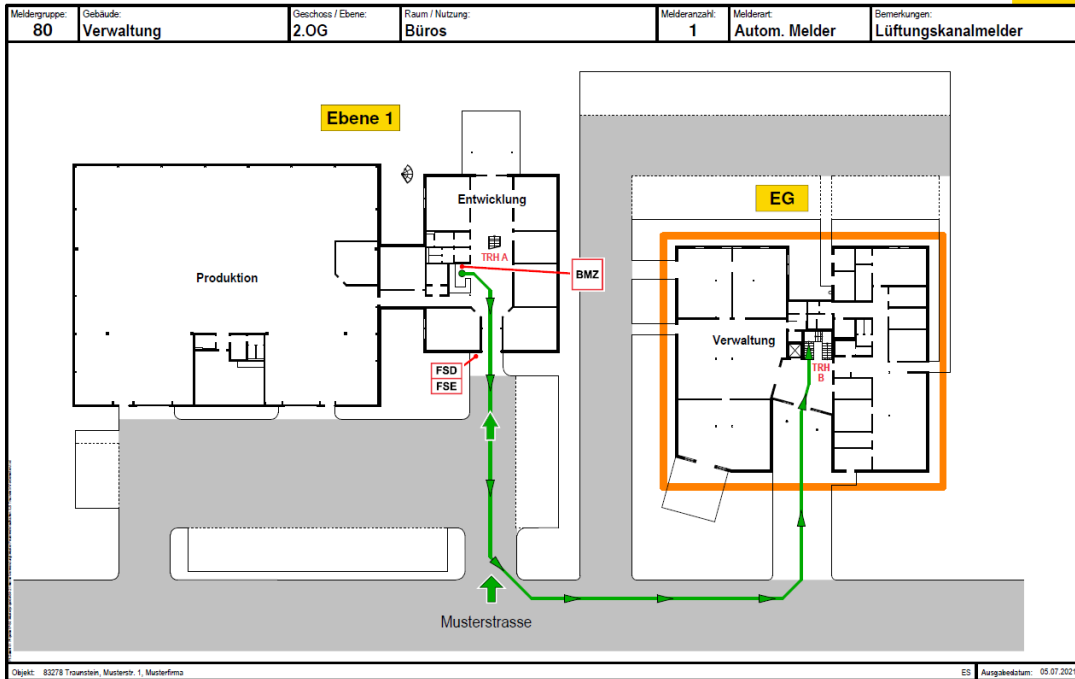 Meldergruppe: Gebäude: Geschoss / Ebene: Raum / Nutzung: Melderanzahl: Melderart: Bemerkungen:
80 Verwaltung 2.OG Büros 1 Autom. Melder Lüftungskanalmelder
Ebene 1
Entwicklung
EG
TRH A
BMZ
Produktion
Verwaltung
TRH
B
FSD
FSE
Musterstrasse
Objekt: 83278 Traunstein, Musterstr. 1, Musterfirma ES Ausgabedatum: 05.07.2021